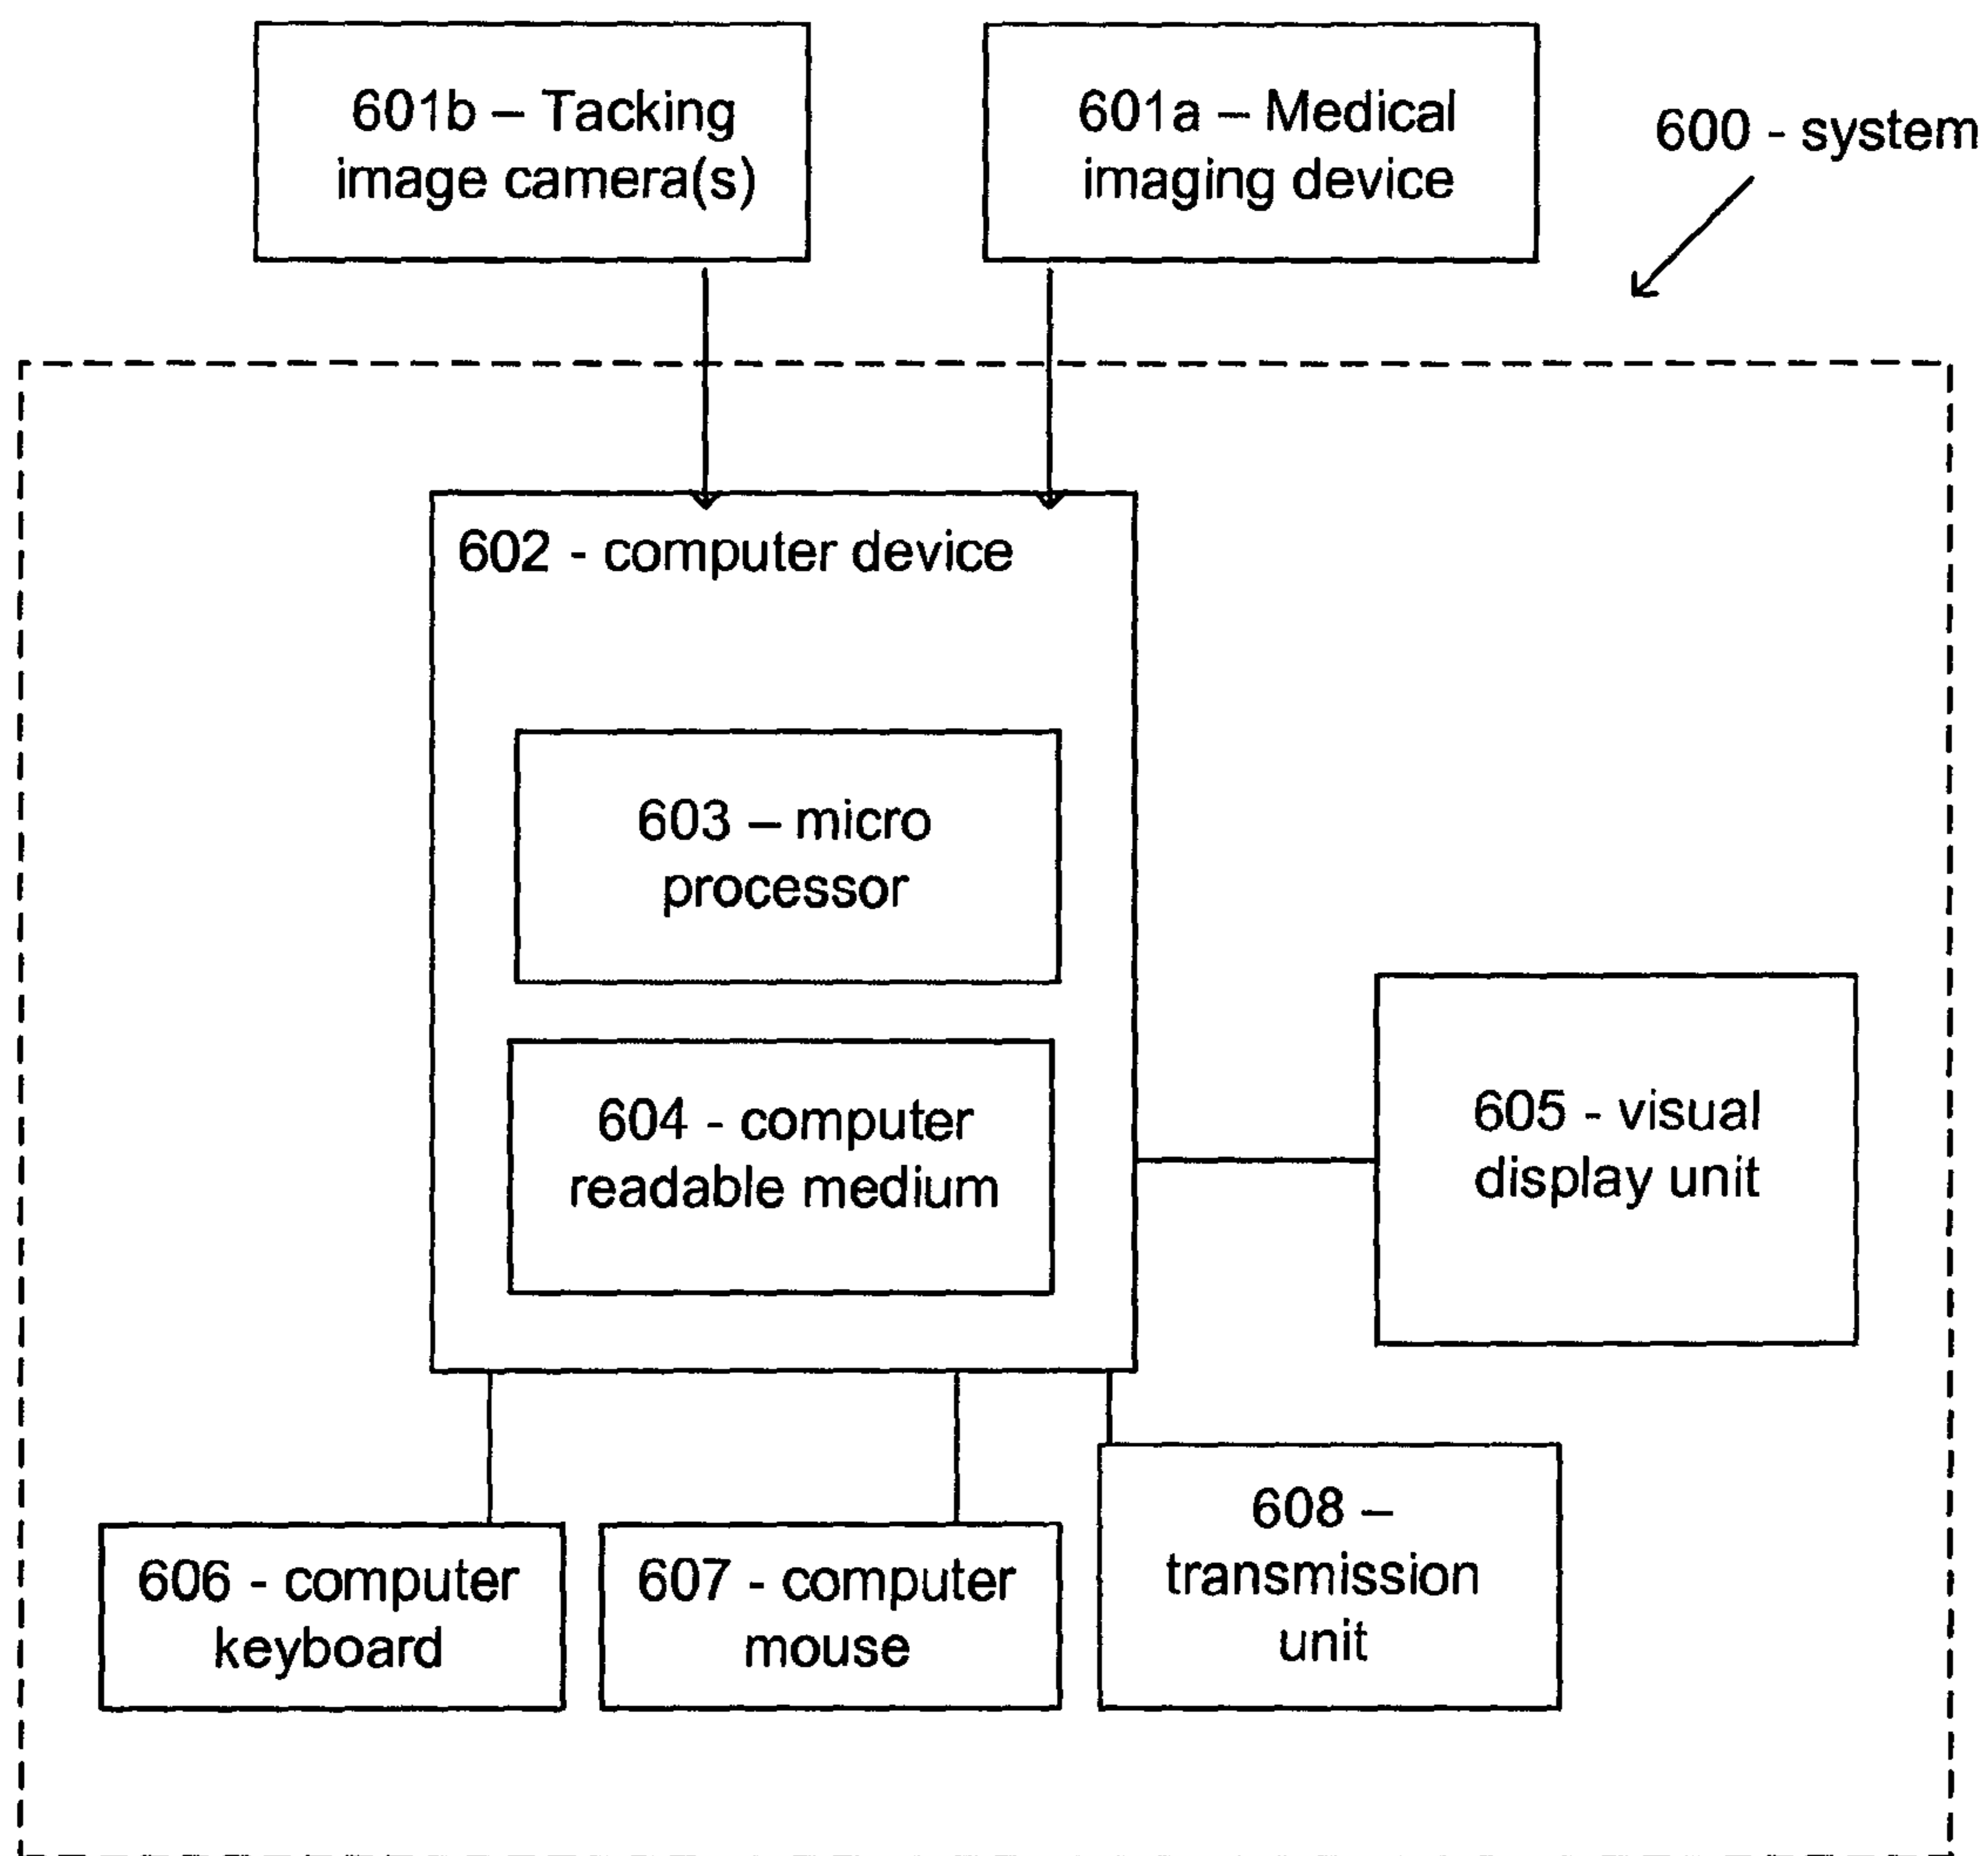 601b – Tacking
image camera(s)
601a – Medical
imaging device
600 - system
602 - computer device
603 – micro
processor
604 - computer
readable medium
605 - visual
display unit
606 - computer
keyboard
607 - computer
mouse
608 –
transmission
unit